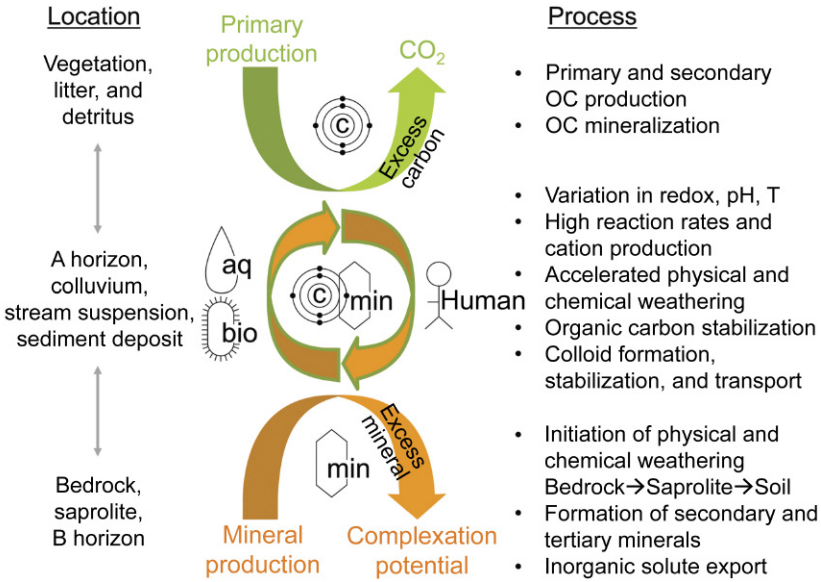 Location
Process
Vegetation,
litter, and
detritus
Primary
production
CO₂
C
Excess
carbon
• Primary and secondary
OC production
• OC mineralization
A horizon,
colluvium,
stream suspension,
sediment deposit
aq
bio
C
min
Human
• Variation in redox, pH, T
• High reaction rates and
cation production
• Accelerated physical and
chemical weathering
• Organic carbon stabilization
• Colloid formation,
stabilization, and transport
Bedrock,
saprolite,
B horizon
min
Excess
mineral
Mineral
production
Complexation
potential
• Initiation of physical and
chemical weathering
Bedrock→Saprolite→Soil
• Formation of secondary and
tertiary minerals
• Inorganic solute export